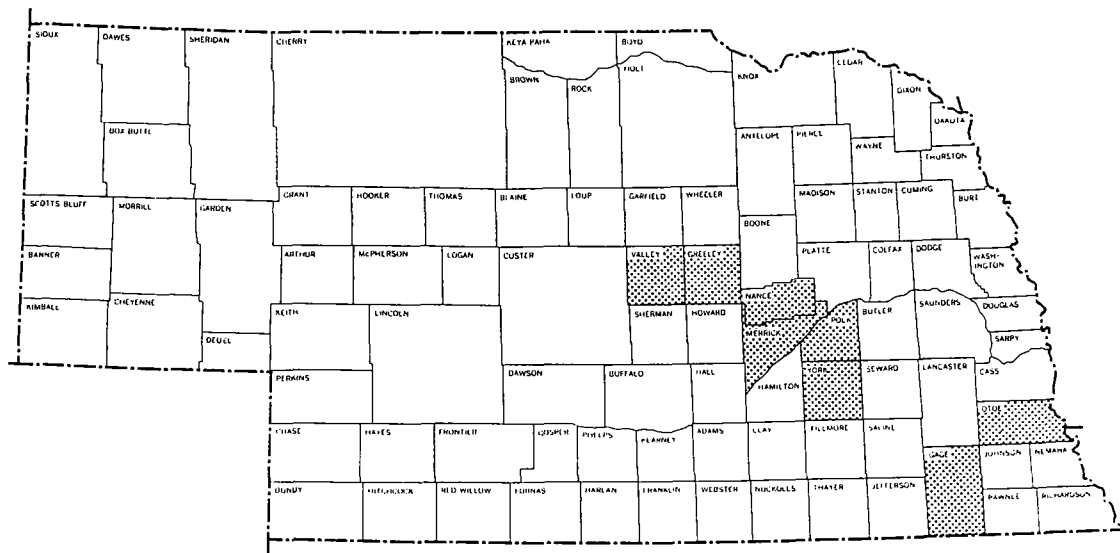 SIOUX
DAWES
SHERIDAN
CHERRY
KEYA PAHA
BOYD
HOLT
BROWN
ROCK
KNOX
CEDAR
DIXON
DAKOTA
BOX BUTTE
ANTELOPE
PIERCE
WAYNE
THURSTON
SCOTTS BLUFF
MORRILL
GARDEN
GRANT
HOOKER
THOMAS
BLAINE
LOUP
GARFIELD
WHEELER
BOONE
MADISON
STANTON
CUMING
BURT
BANNER
ARTHUR
McPHERSON
LOGAN
CUSTER
VALLEY
GREELEY
PLATTE
COLFAX
DODGE
WASH-
INGTON
KIMBALL
CHEYENNE
DEUEL
KEITH
LINCOLN
SHERMAN
HOWARD
NANCE
MERRICK
POLK
BUTLER
SAUNDERS
DOUGLAS
SARPY
PERKINS
DAWSON
BUFFALO
HALL
HAMILTON
YORK
SEWARD
LANCASTER
CASS
OTOE
CHASE
HAYES
FRONTIER
GOSPER
PHELPS
KEARNEY
ADAMS
CLAY
FILLMORE
SALINE
GAGE
JOHNSON
NEMAHA
DUNDY
HITCHCOCK
RED WILLOW
FURNAS
HARLAN
FRANKLIN
WEBSTER
NUCKOLLS
THAYER
JEFFERSON
PAWNEE
RICHARDSON